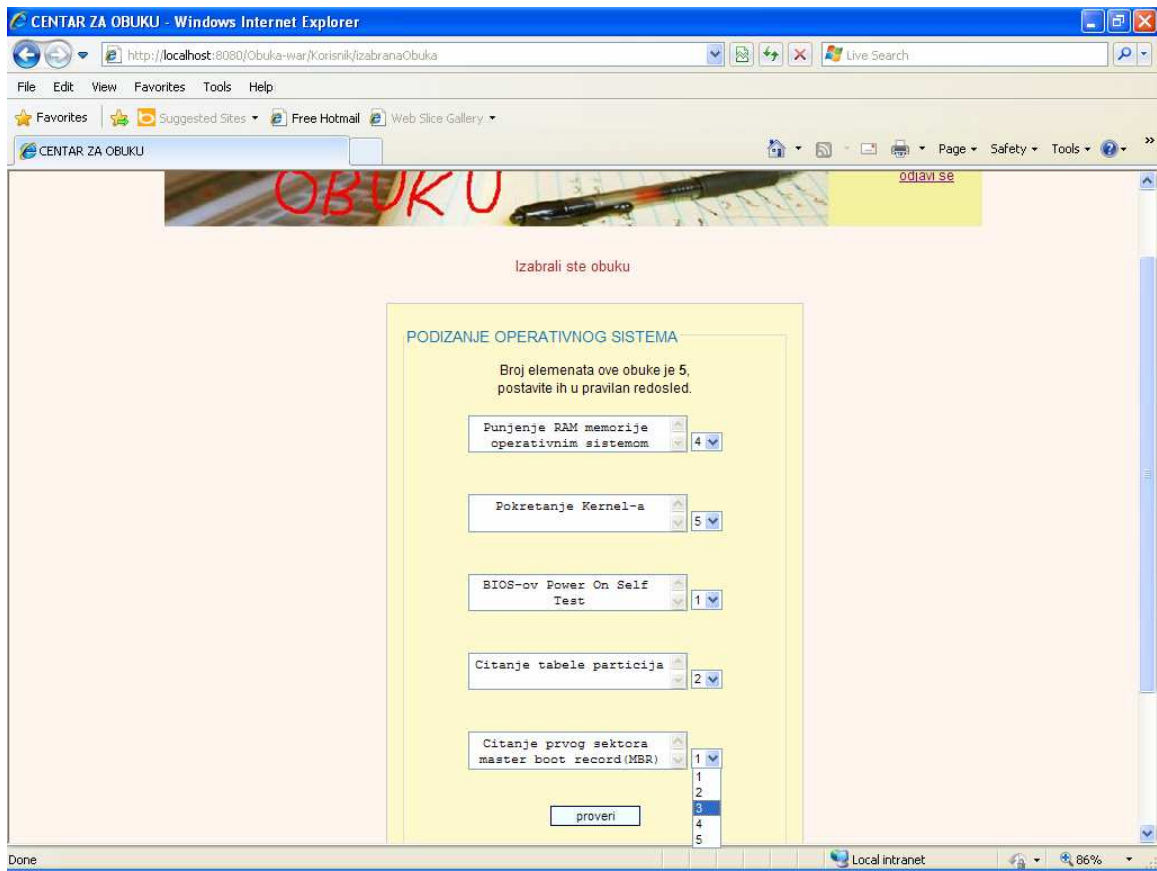 CENTAR ZA OBUKU - Windows Internet Explorer
http://localhost:8080/Obuka-war/Korisnik/izabranaObuka
Live Search
File Edit View Favorites Tools Help
Favorites Suggested Sites Free Hotmail Web Slice Gallery
CENTAR ZA OBUKU Page Safety Tools
OBUKU
odjavi se
Izabrali ste obuku
PODIZANJE OPERATIVNOG SISTEMA
Broj elemenata ove obuke je 5,
postavite ih u pravilan redosled.
Punjenje RAM memorije
operativnim sistemom 4
Pokretanje Kernel-a
5
BIOS-ov Power On Self
Test 1
Citanje tabele particija
2
Citanje prvog sektora
master boot record(MBR) 1
1
2
3
4
5
proveri
Done Local intranet 86%